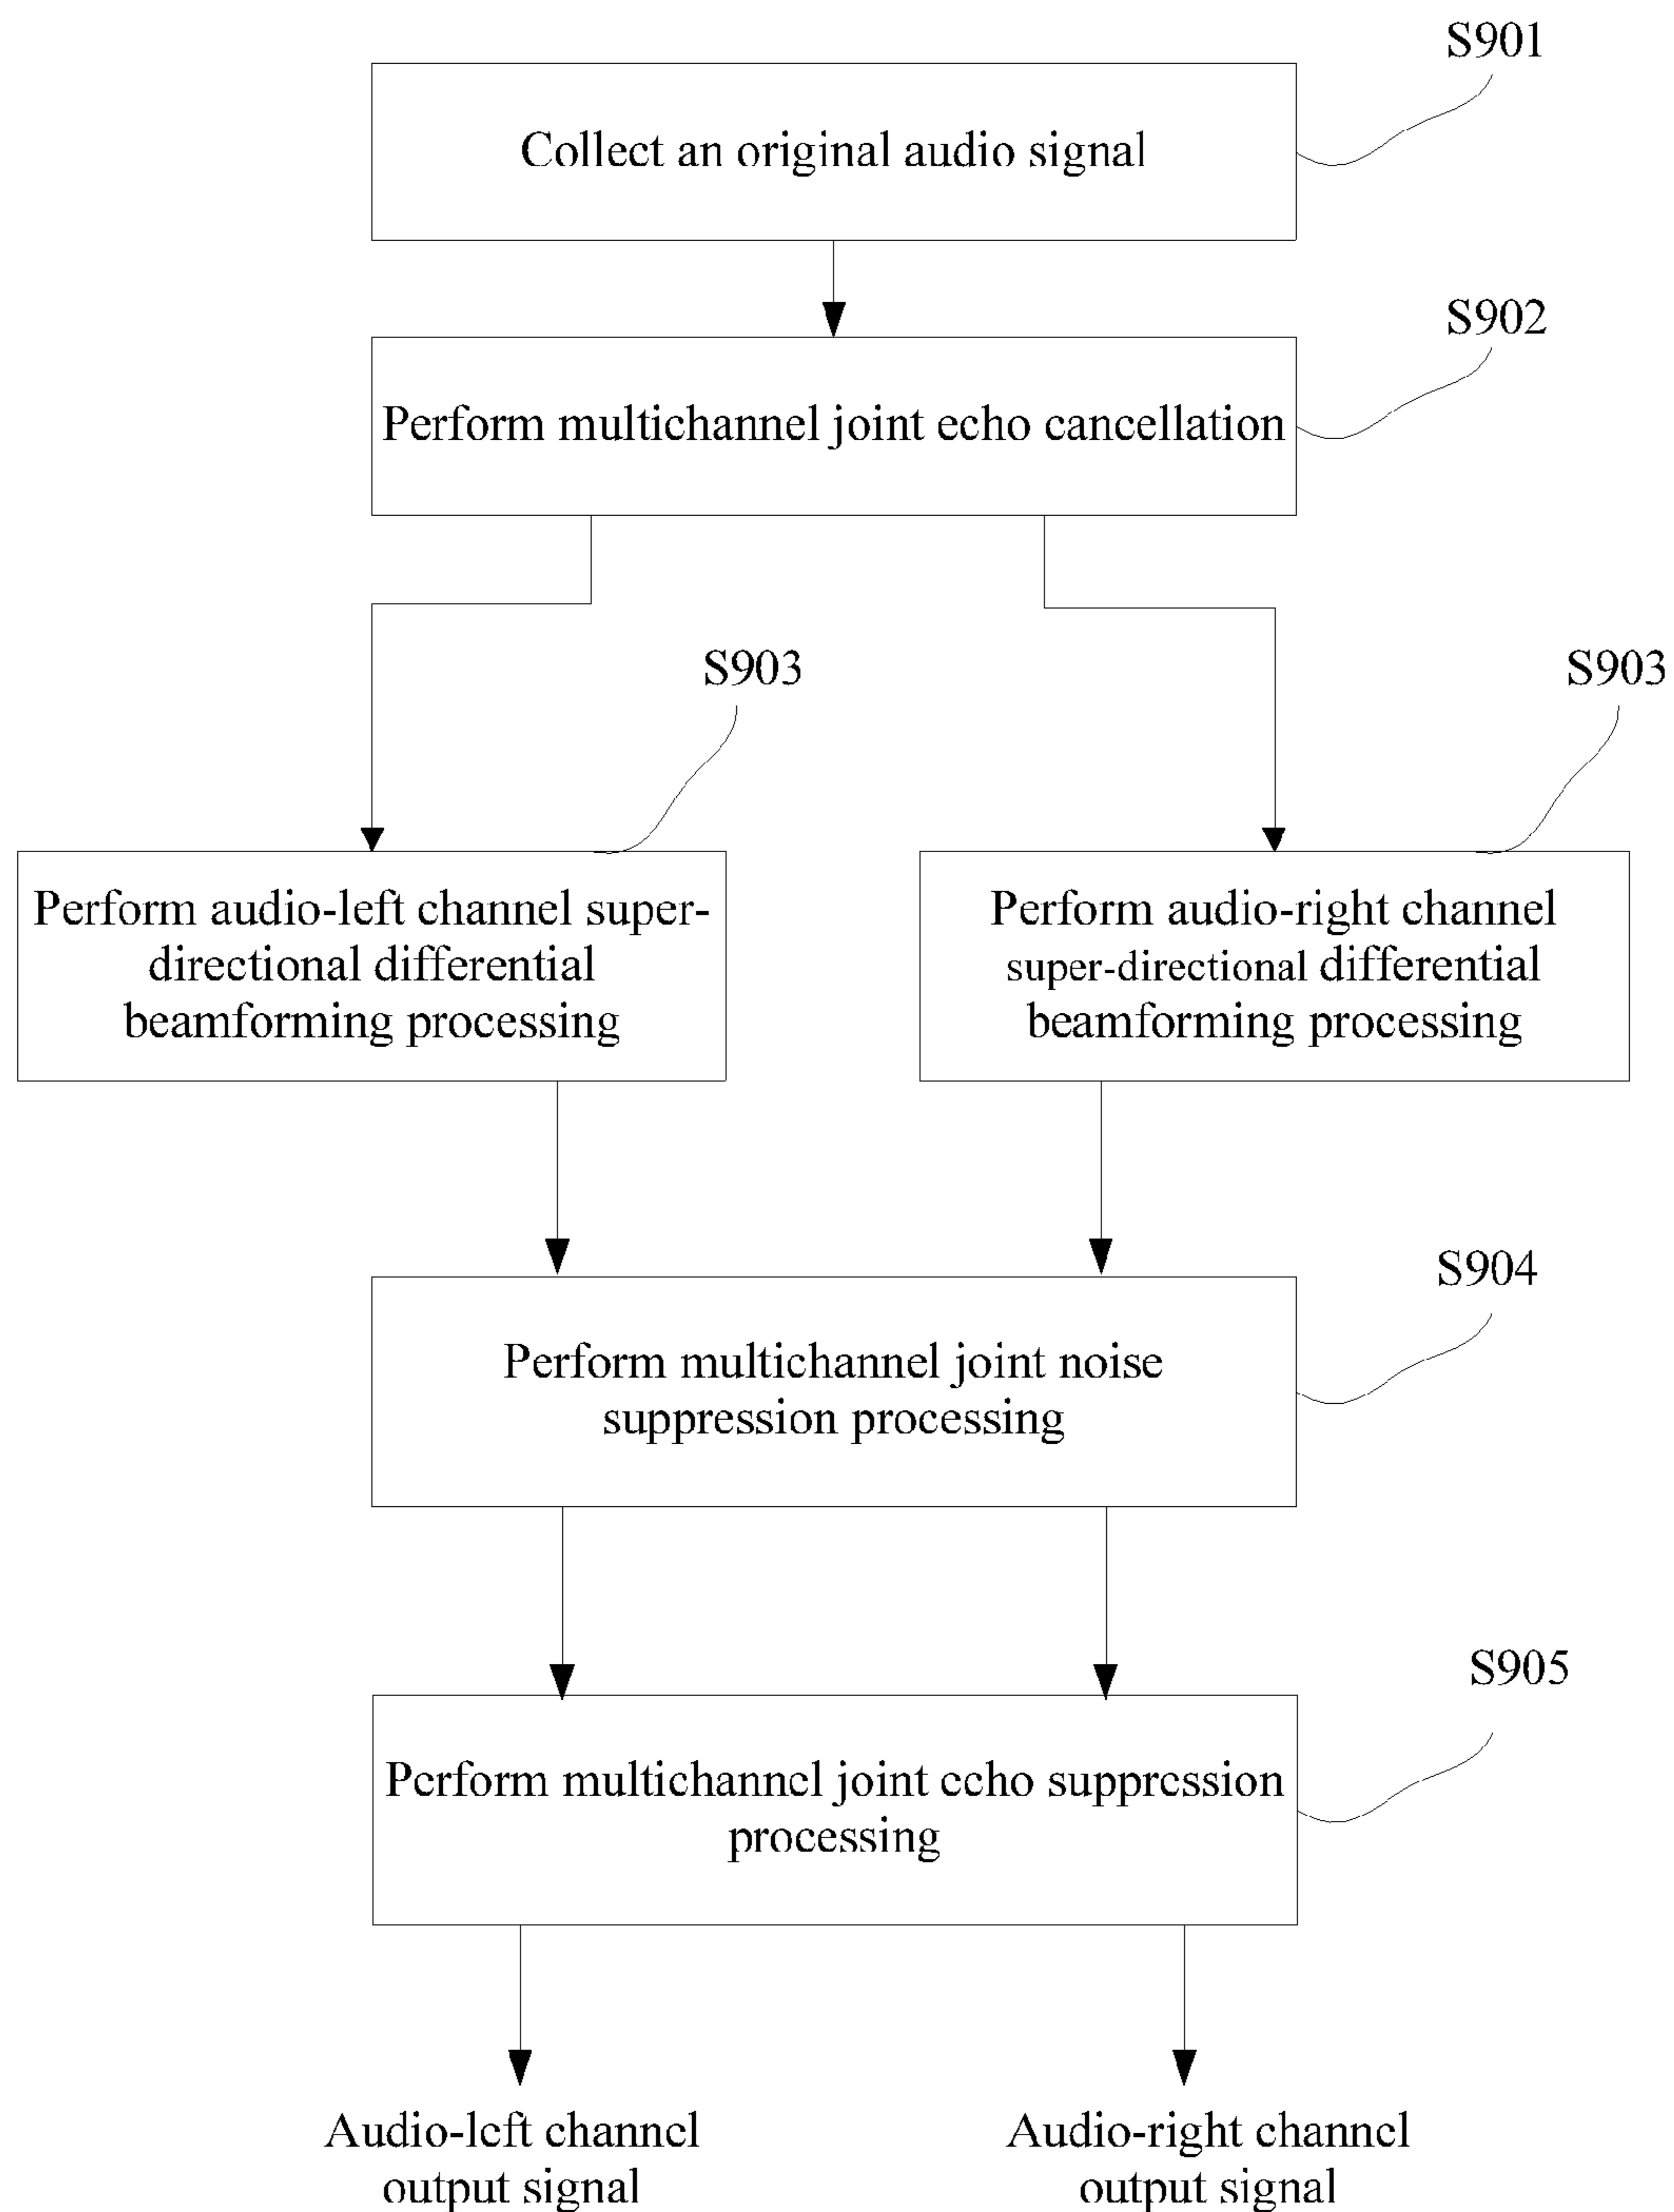 S901
Collect an original audio signal
S902
Perform multichannel joint echo cancellation
S903
S903
Perform audio-left channel super-
directional differential
beamforming processing
Perform audio-right channel
super-directional differential
beamforming processing
S904
Perform multichannel joint noise
suppression processing
S905
Perform multichannel joint echo suppression
processing
Audio-left channel
output signal
Audio-right channel
output signal